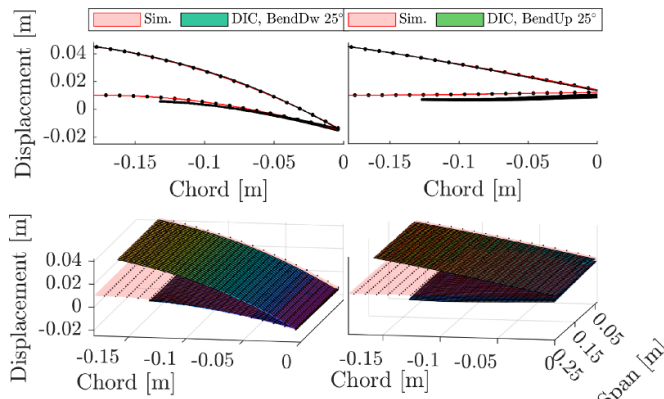 Sim. DIC, BendDw 25° Sim. DIC, BendUp 25°
Displacement [m]
0.04
0.02
0
-0.02
-0.15 -0.1 -0.05 0 -0.15 -0.1 -0.05 0
Chord [m] Chord [m]
Displacement [m]
0.04
0.02
0
-0.02
-0.15 -0.1 -0.05 0 -0.15 -0.1 -0.05 0
Chord [m] Chord [m]
0.05
0.15
0.25
Span [m]